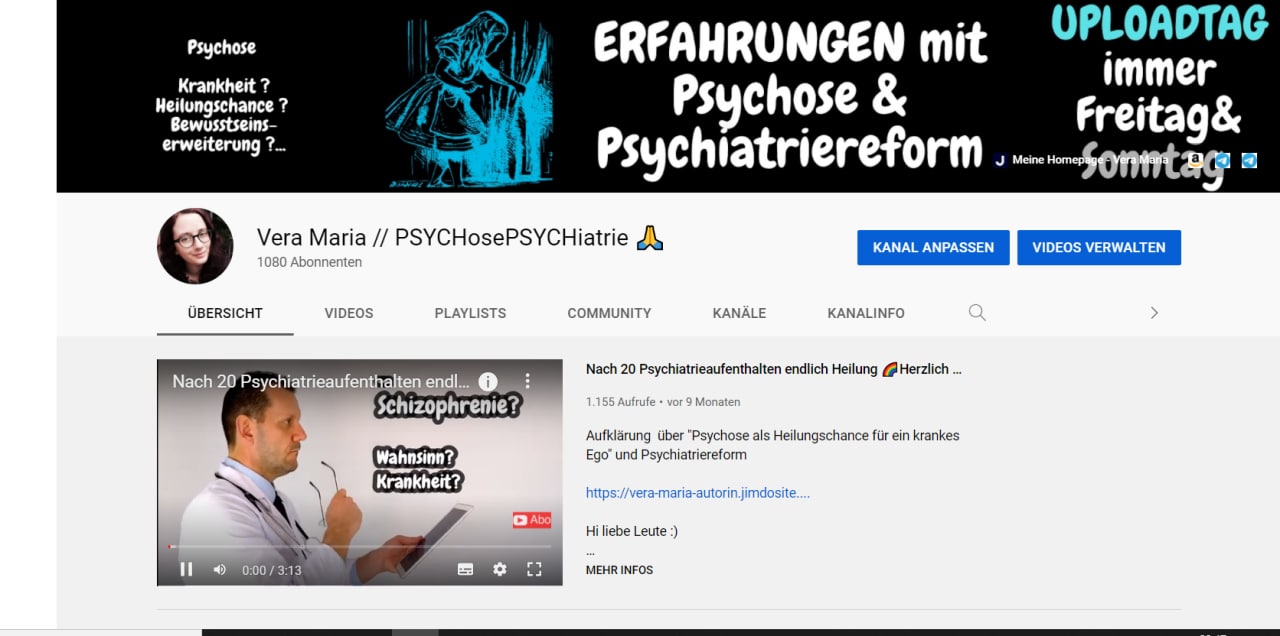 Psychose
Krankheit ?
Heilungschance ?
Bewusstseins-
erweiterung ?...
ERFAHRUNGEN mit
Psychose &
Psychiatriereform
UPLOADTAG
immer
Freitag&
Sonntag
Meine Homepage - Vera Maria
Vera Maria // PSYCHosePSYCHiatrie 🙏
1080 Abonnenten
KANAL ANPASSEN
VIDEOS VERWALTEN
ÜBERSICHT
VIDEOS
PLAYLISTS
COMMUNITY
KANÄLE
KANALINFO
Nach 20 Psychiatrieaufenthalten endl...
Schizophrenie?
Wahnsinn?
Krankheit?
Abo
0:00 / 3:13
Nach 20 Psychiatrieaufenthalten endlich Heilung 🌈Herzlich ...
1.155 Aufrufe • vor 9 Monaten
Aufklärung über "Psychose als Heilungschance für ein krankes
Ego" und Psychiatriereform
https://vera-maria-autorin.jimdosite....
Hi liebe Leute :)
...
MEHR INFOS